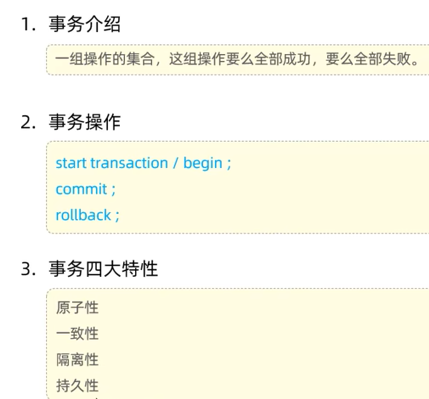 1. 事务介绍
一组操作的集合，这组操作要么全部成功，要么全部失败。
2. 事务操作
start transaction / begin ;
commit ;
rollback ;
3. 事务四大特性
原子性
一致性
隔离性
持久性